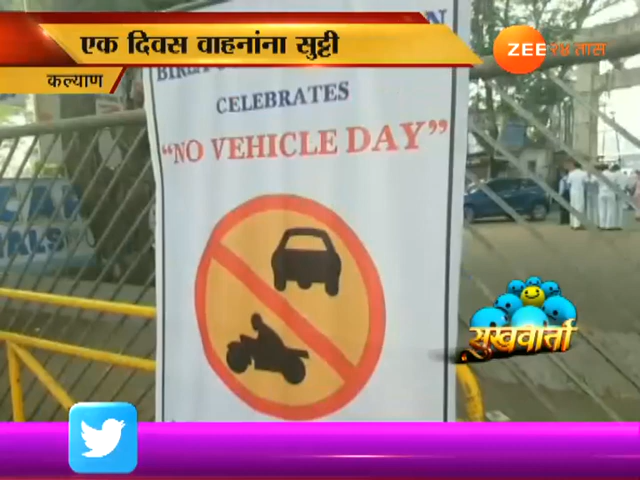 एक दिवस वाहनांना सुट्टी
ZEE २४ तास
कल्याण
CELEBRATES
“NO VEHICLE DAY”
सुखवार्ता